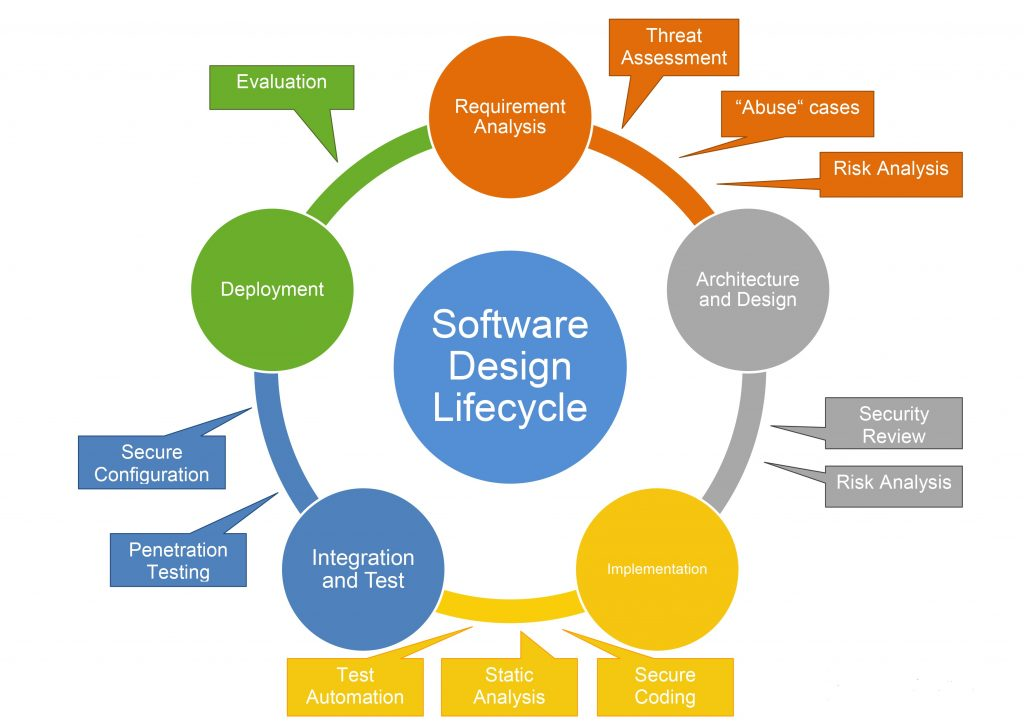 Threat
Assessment
Evaluation
Requirement
Analysis
“Abuse“ cases
Risk Analysis
Deployment
Architecture
and Design
Software
Design
Lifecycle
Security
Review
Secure
Configuration
Risk Analysis
Penetration
Testing
Integration
and Test
Implementation
Test
Automation
Static
Analysis
Secure
Coding